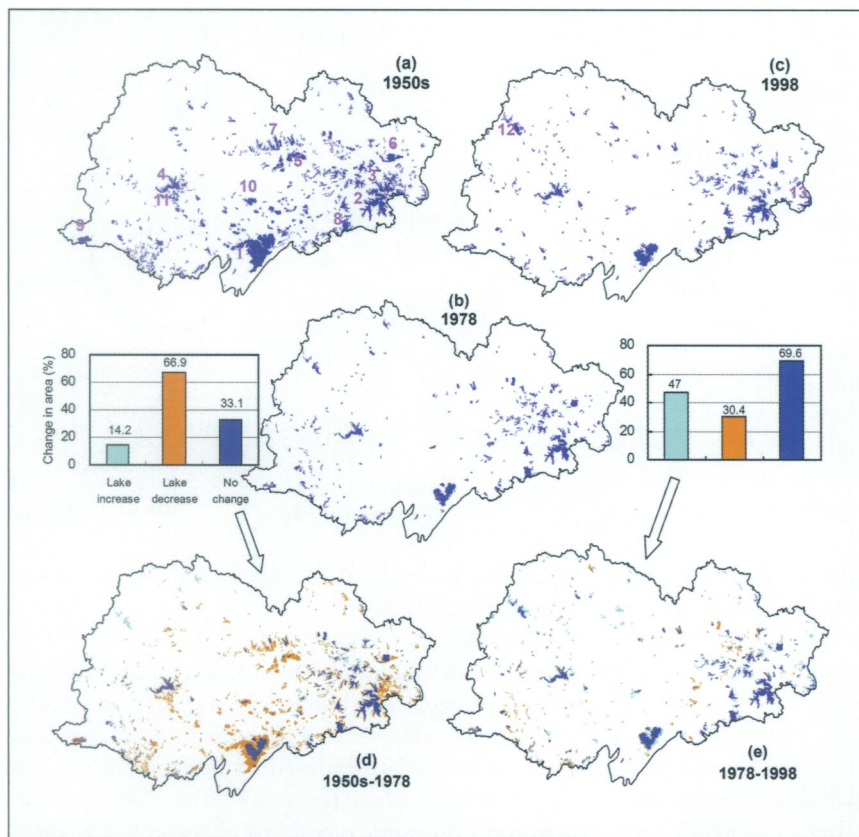 (a)
1950s
7
6
5
4
3
10
2
11
8
9
1
(c)
1998
12
13
(b)
1978
Change in area (%)
80
60
40
20
0
14.2
66.9
33.1
Lake
increase
Lake
decrease
No
change
80
60
40
20
0
47
30.4
69.6
(d)
1950s-1978
(e)
1978-1998